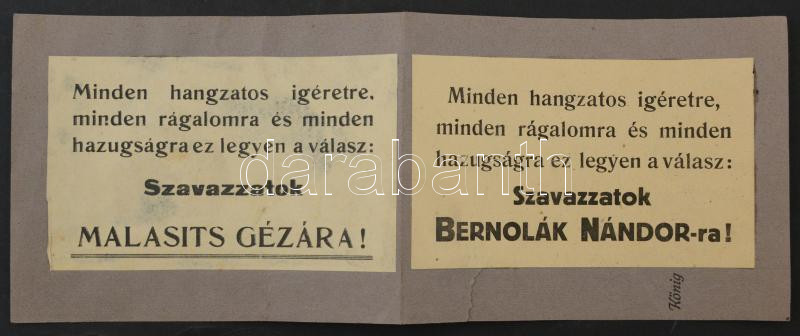 Minden hangzatos igéretre,
minden rágalomra és minden
hazugságra ez legyen a válasz:
Szavazzatok
MALASITS GÉZÁRA!
Minden hangzatos igéretre,
minden rágalomra és minden
hazugságra ez legyen a válasz:
Szavazzatok
BERNOLÁK NÁNDOR-ra!
König
darabanth